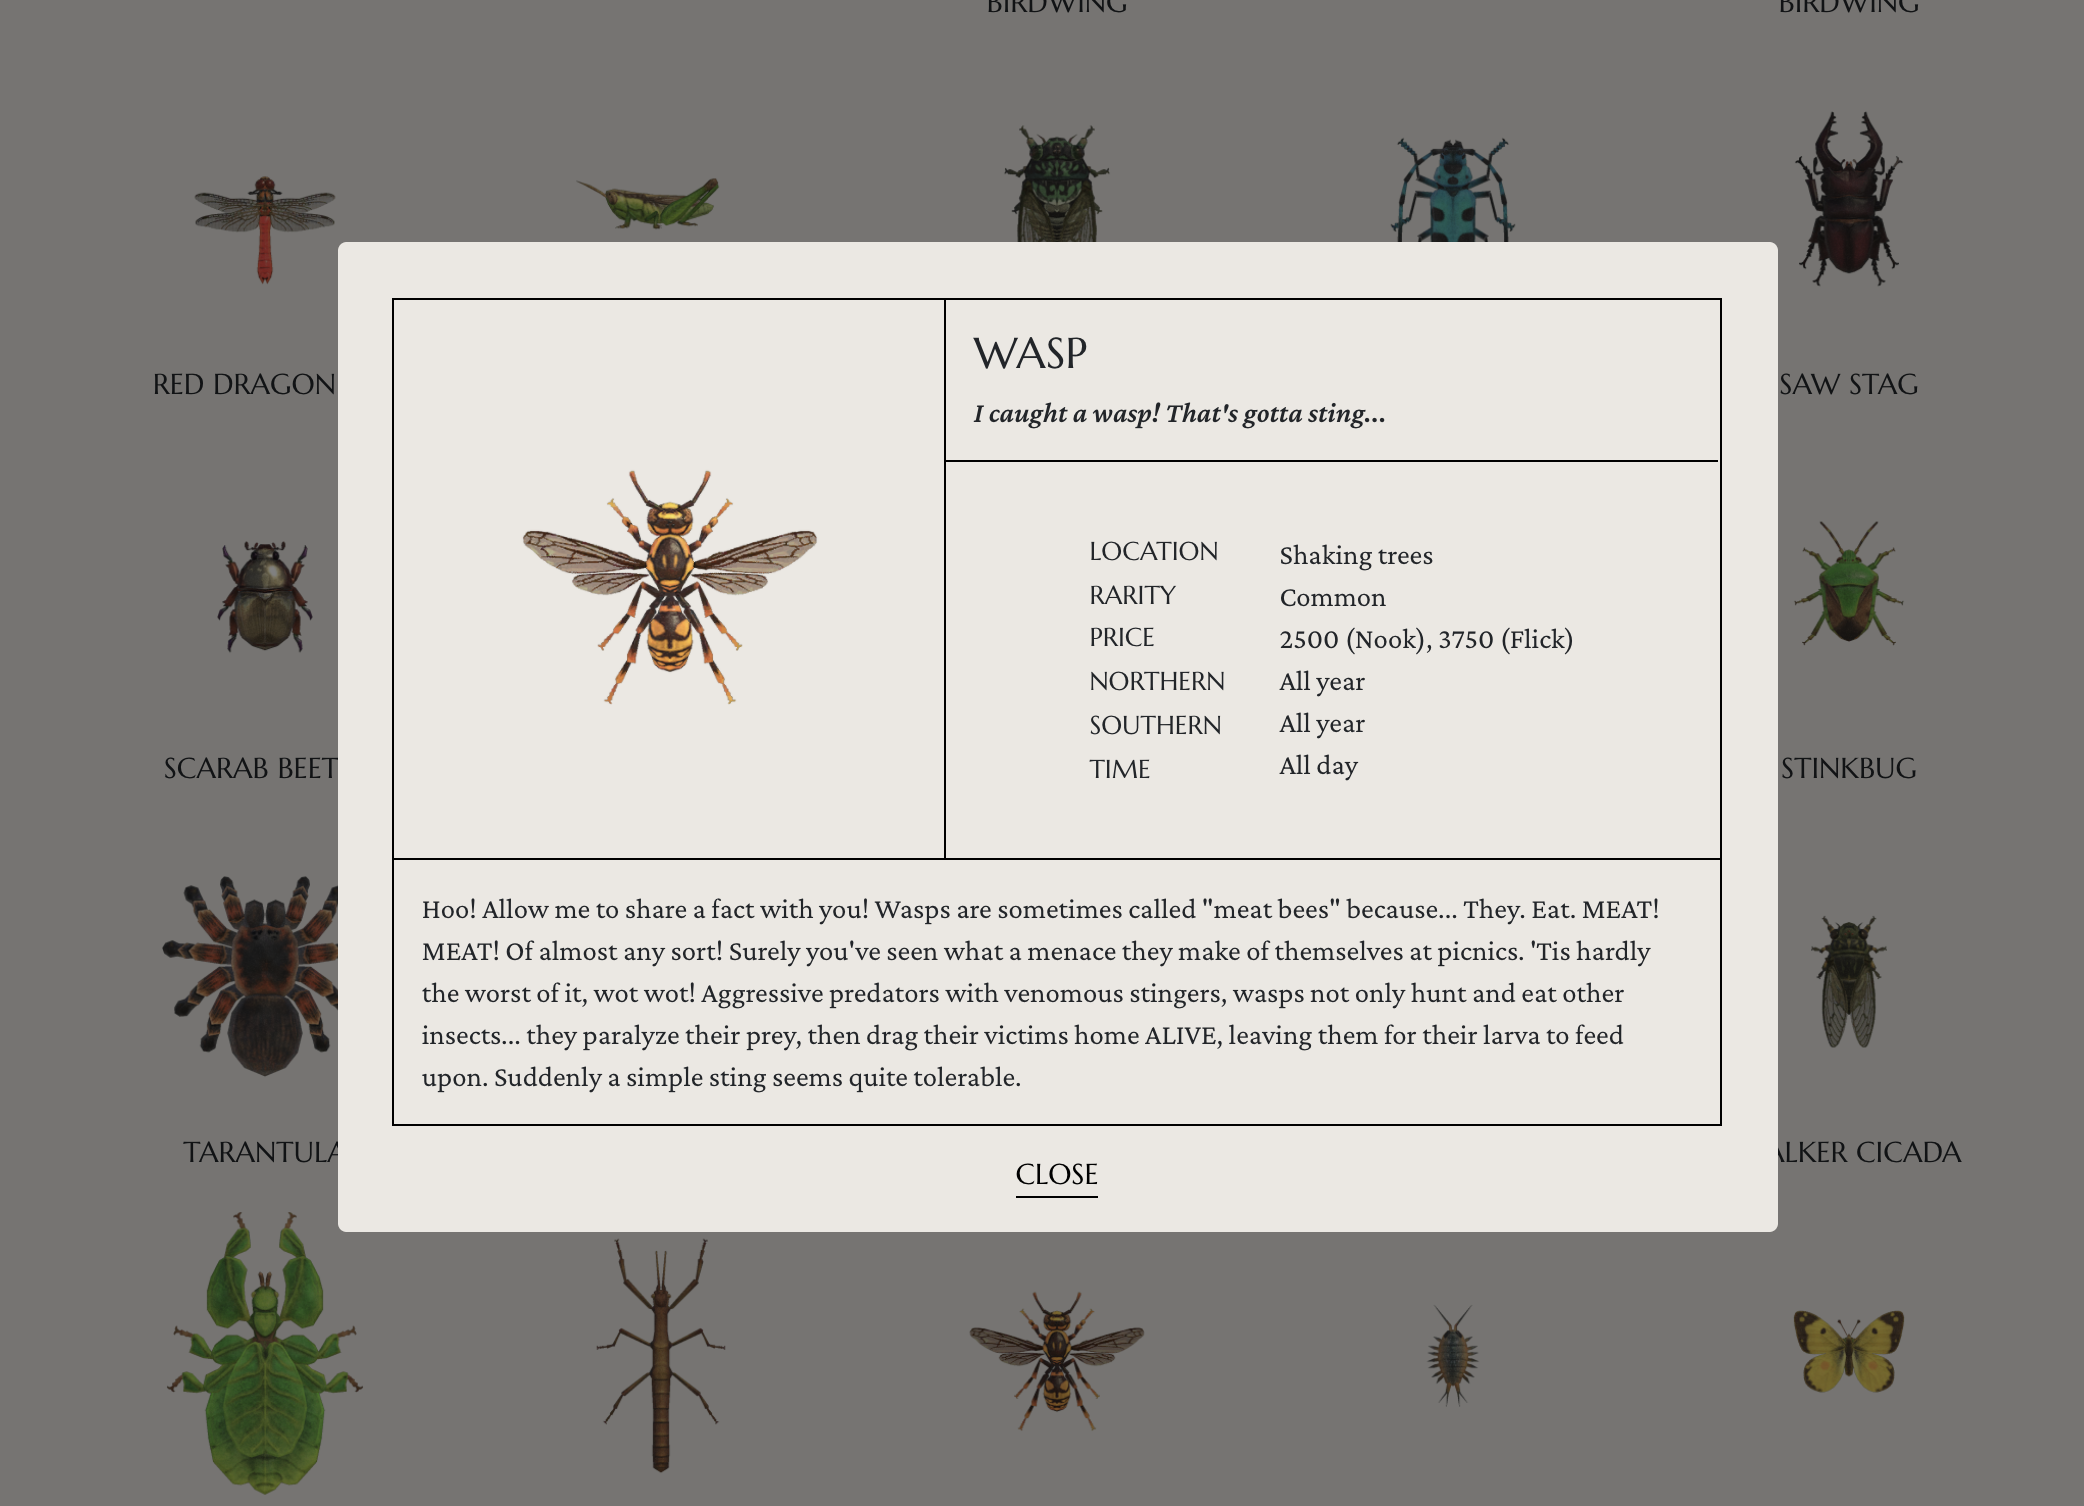 BIRDWING
BIRDWING
RED DRAGON
SAW STAG
WASP
I caught a wasp! That's gotta sting...
LOCATION Shaking trees
RARITY Common
PRICE 2500 (Nook), 3750 (Flick)
NORTHERN All year
SOUTHERN All year
TIME All day
SCARAB BEET
STINKBUG
Hoo! Allow me to share a fact with you! Wasps are sometimes called "meat bees" because... They. Eat. MEAT!
MEAT! Of almost any sort! Surely you've seen what a menace they make of themselves at picnics. 'Tis hardly
the worst of it, wot wot! Aggressive predators with venomous stingers, wasps not only hunt and eat other
insects... they paralyze their prey, then drag their victims home ALIVE, leaving them for their larva to feed
upon. Suddenly a simple sting seems quite tolerable.
TARANTULA
ALKER CICADA
CLOSE